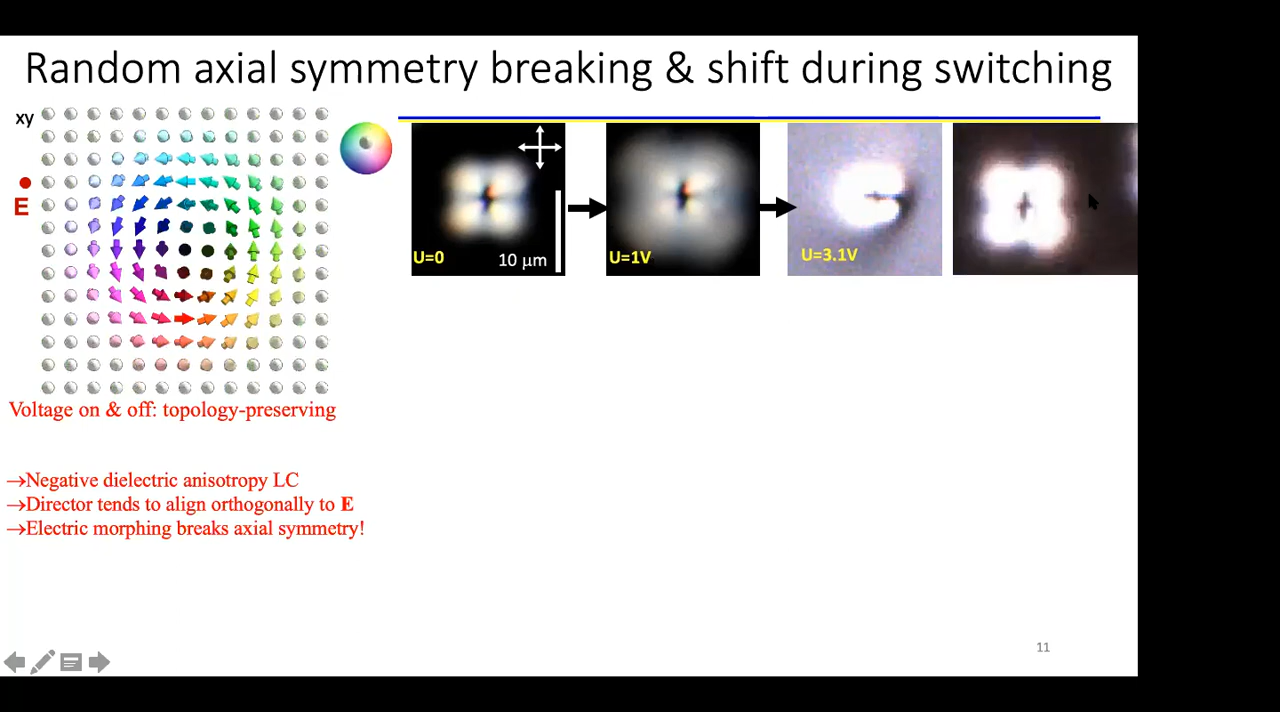 Random axial symmetry breaking & shift during switching
xy
E
U=0
10 μm
U=1V
U=3.1V
Voltage on & off: topology-preserving
→Negative dielectric anisotropy LC
→Director tends to align orthogonally to E
→Electric morphing breaks axial symmetry!
11